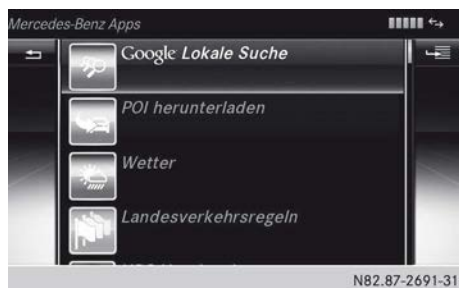 Mercedes-Benz Apps
Google Lokale Suche
POI herunterladen
Wetter
Landesverkehrsregeln
N82.87-2691-31